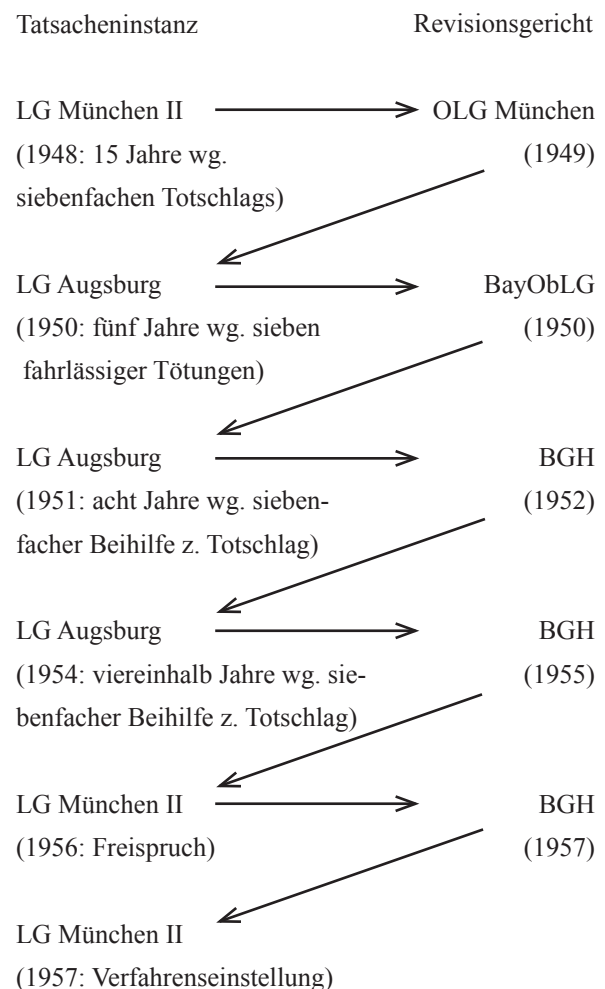 Tatsacheninstanz Revisionsgericht
LG München II OLG München
(1948: 15 Jahre wg. (1949)
siebenfachen Totschlags)
LG Augsburg BayObLG
(1950: fünf Jahre wg. sieben (1950)
fahrlässiger Tötungen)
LG Augsburg BGH
(1951: acht Jahre wg. sieben- (1952)
facher Beihilfe z. Totschlag)
LG Augsburg BGH
(1954: viereinhalb Jahre wg. sie- (1955)
benfacher Beihilfe z. Totschlag)
LG München II BGH
(1956: Freispruch) (1957)
LG München II
(1957: Verfahrenseinstellung)